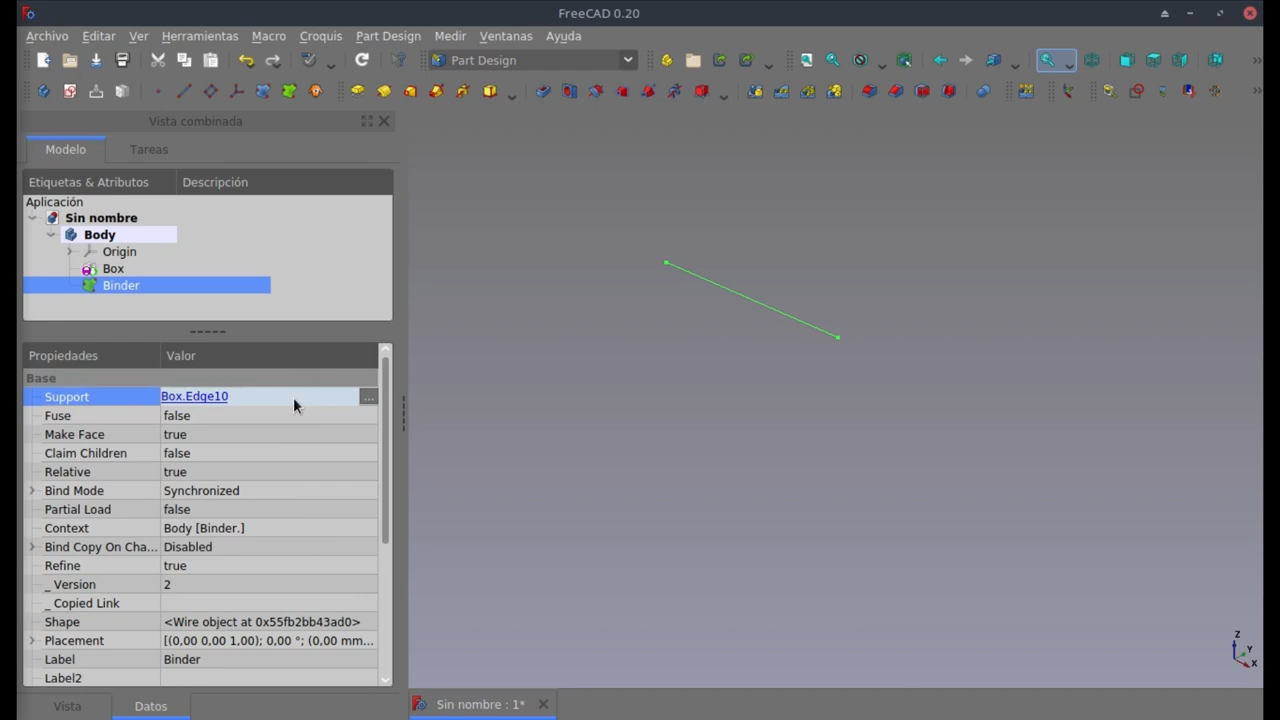 FreeCAD 0.20
Archivo Editar Ver Herramientas Macro Croquis Part Design Medir Ventanas Ayuda
Part Design
Vista combinada
Modelo Tareas
Etiquetas & Atributos Descripción
Aplicación
Sin nombre
Body
Origin
Box
Binder
Propiedades Valor
Base
Support Box.Edge10 ...
Fuse false
Make Face true
Claim Children false
Relative true
Bind Mode Synchronized
Partial Load false
Context Body [Binder.]
Bind Copy On Cha... Disabled
Refine true
_ Version 2
_ Copied Link
Shape <Wire object at 0x55fb2bb43ad0>
Placement [(0,00 0,00 1,00); 0,00 °; (0,00 mm...
Label Binder
Label2
Z
Y
X
Vista Datos
Sin nombre : 1*